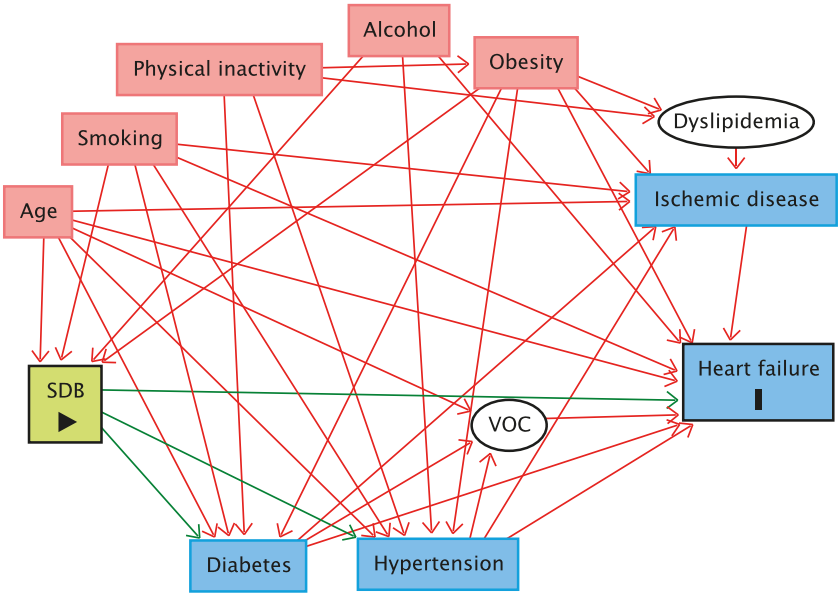 Alcohol
Physical inactivity
Obesity
Dyslipidemia
Smoking
Ischemic disease
Age
Heart failure
SDB
VOC
Diabetes
Hypertension